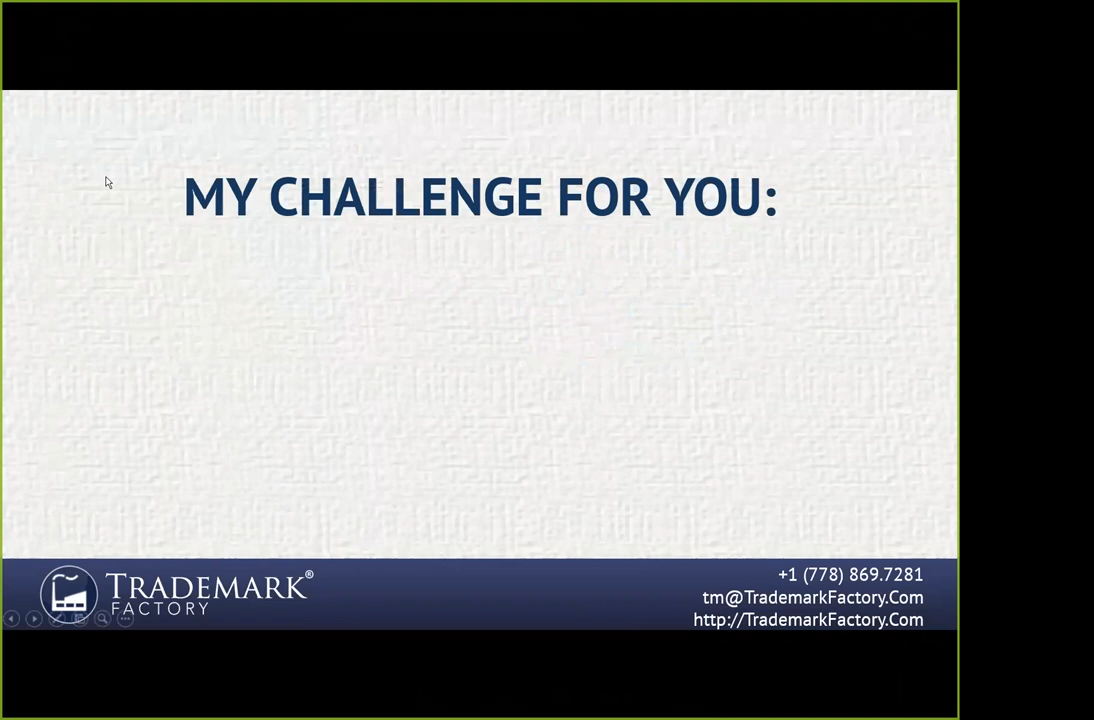 MY CHALLENGE FOR YOU:
TRADEMARK®
FACTORY
+1 (778) 869.7281
tm@TrademarkFactory.Com
http://TrademarkFactory.Com